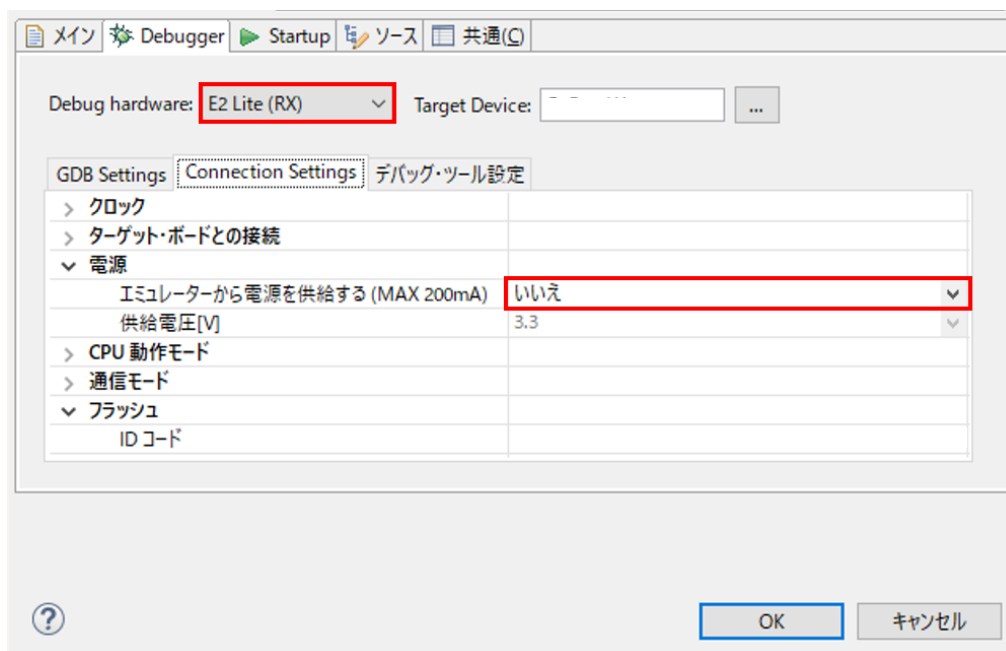 メイン Debugger Startup ソース 共通(C)
Debug hardware: E2 Lite (RX) Target Device: ...
GDB Settings Connection Settings デバッグ・ツール設定
クロック
ターゲット・ボードとの接続
電源
エミュレーターから電源を供給する (MAX 200mA) いいえ
供給電圧[V] 3.3
CPU 動作モード
通信モード
フラッシュ
ID コード
? OK キャンセル